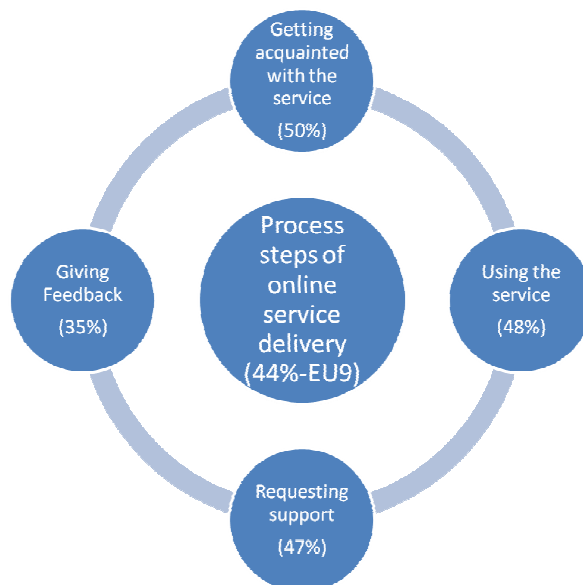 Getting
acquainted
with the
service
(50%)
Process
steps of
online
service
delivery
(44%-EU9)
Giving
Feedback
(35%)
Using the
service
(48%)
Requesting
support
(47%)